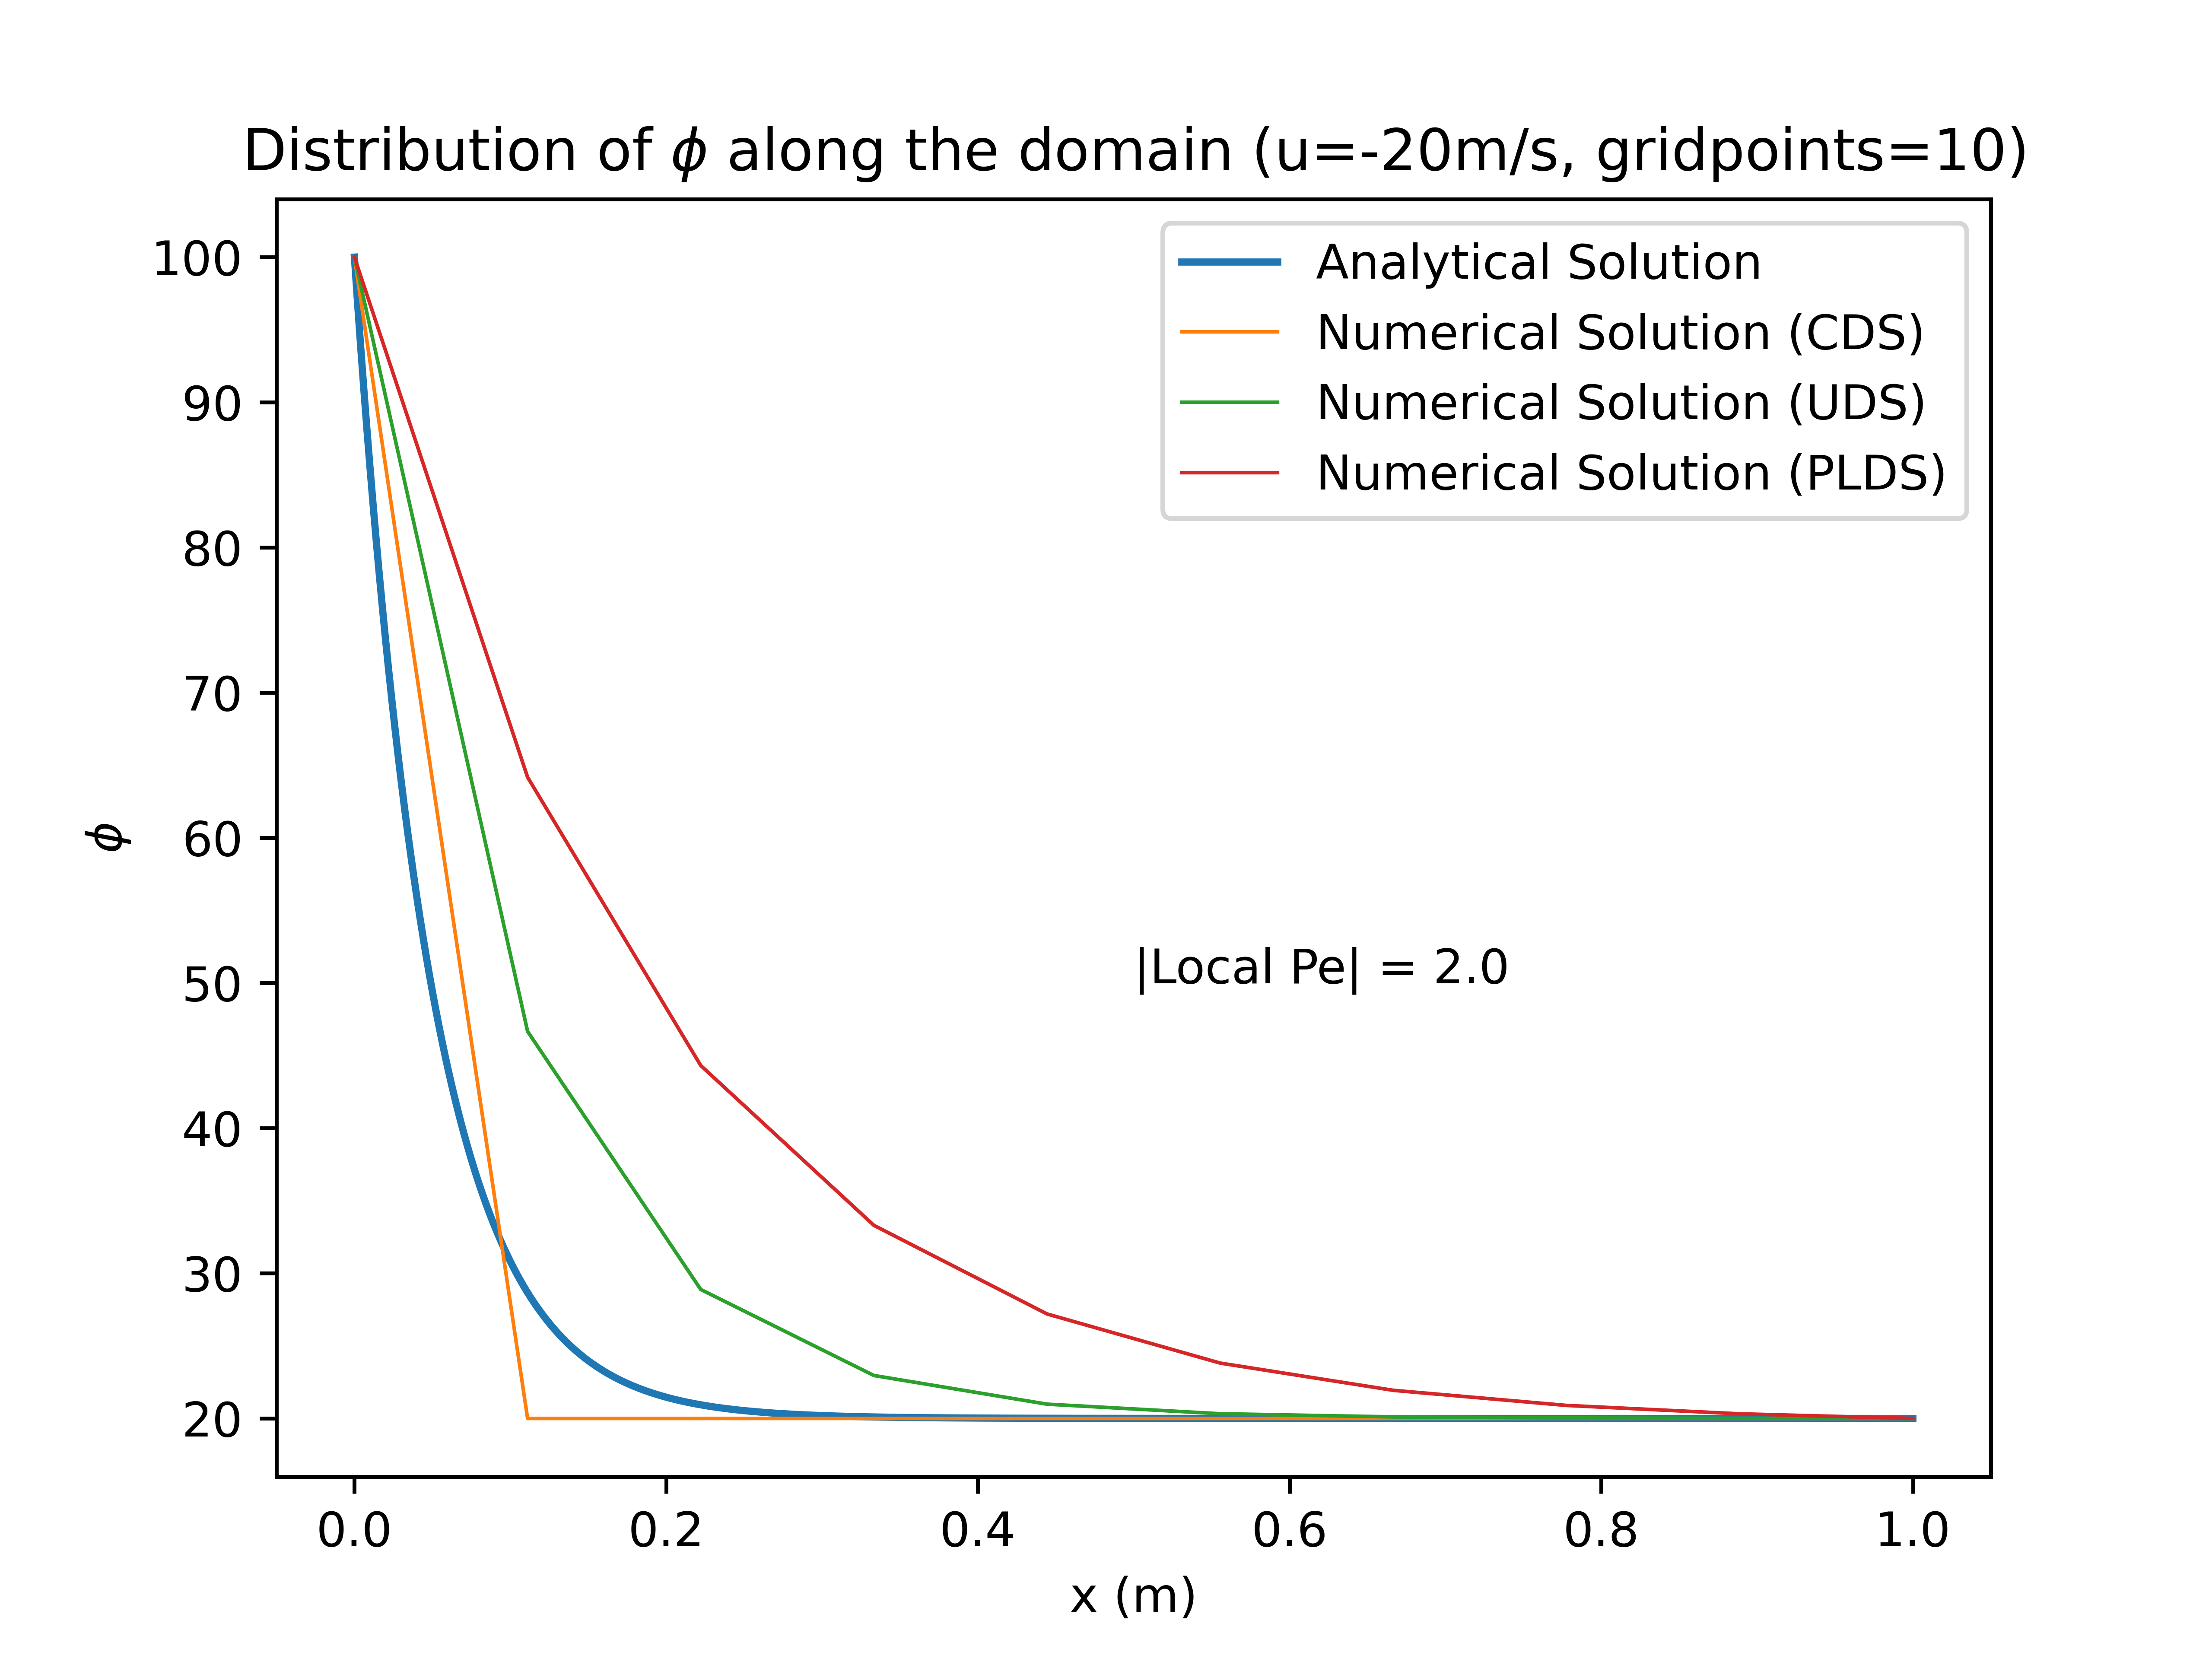 Distribution of ϕ along the domain (u=-20m/s, gridpoints=10)
Analytical Solution
Numerical Solution (CDS)
Numerical Solution (UDS)
Numerical Solution (PLDS)
|Local Pe| = 2.0
ϕ
100
90
80
70
60
50
40
30
20
0.0 0.2 0.4 0.6 0.8 1.0
x (m)